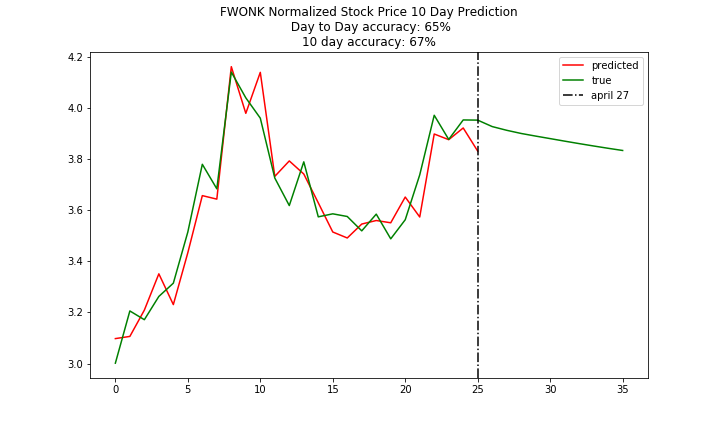 FWONK Normalized Stock Price 10 Day Prediction
Day to Day accuracy: 65%
10 day accuracy: 67%
4.2
4.0
3.8
3.6
3.4
3.2
3.0
0 5 10 15 20 25 30 35
predicted
true
april 27